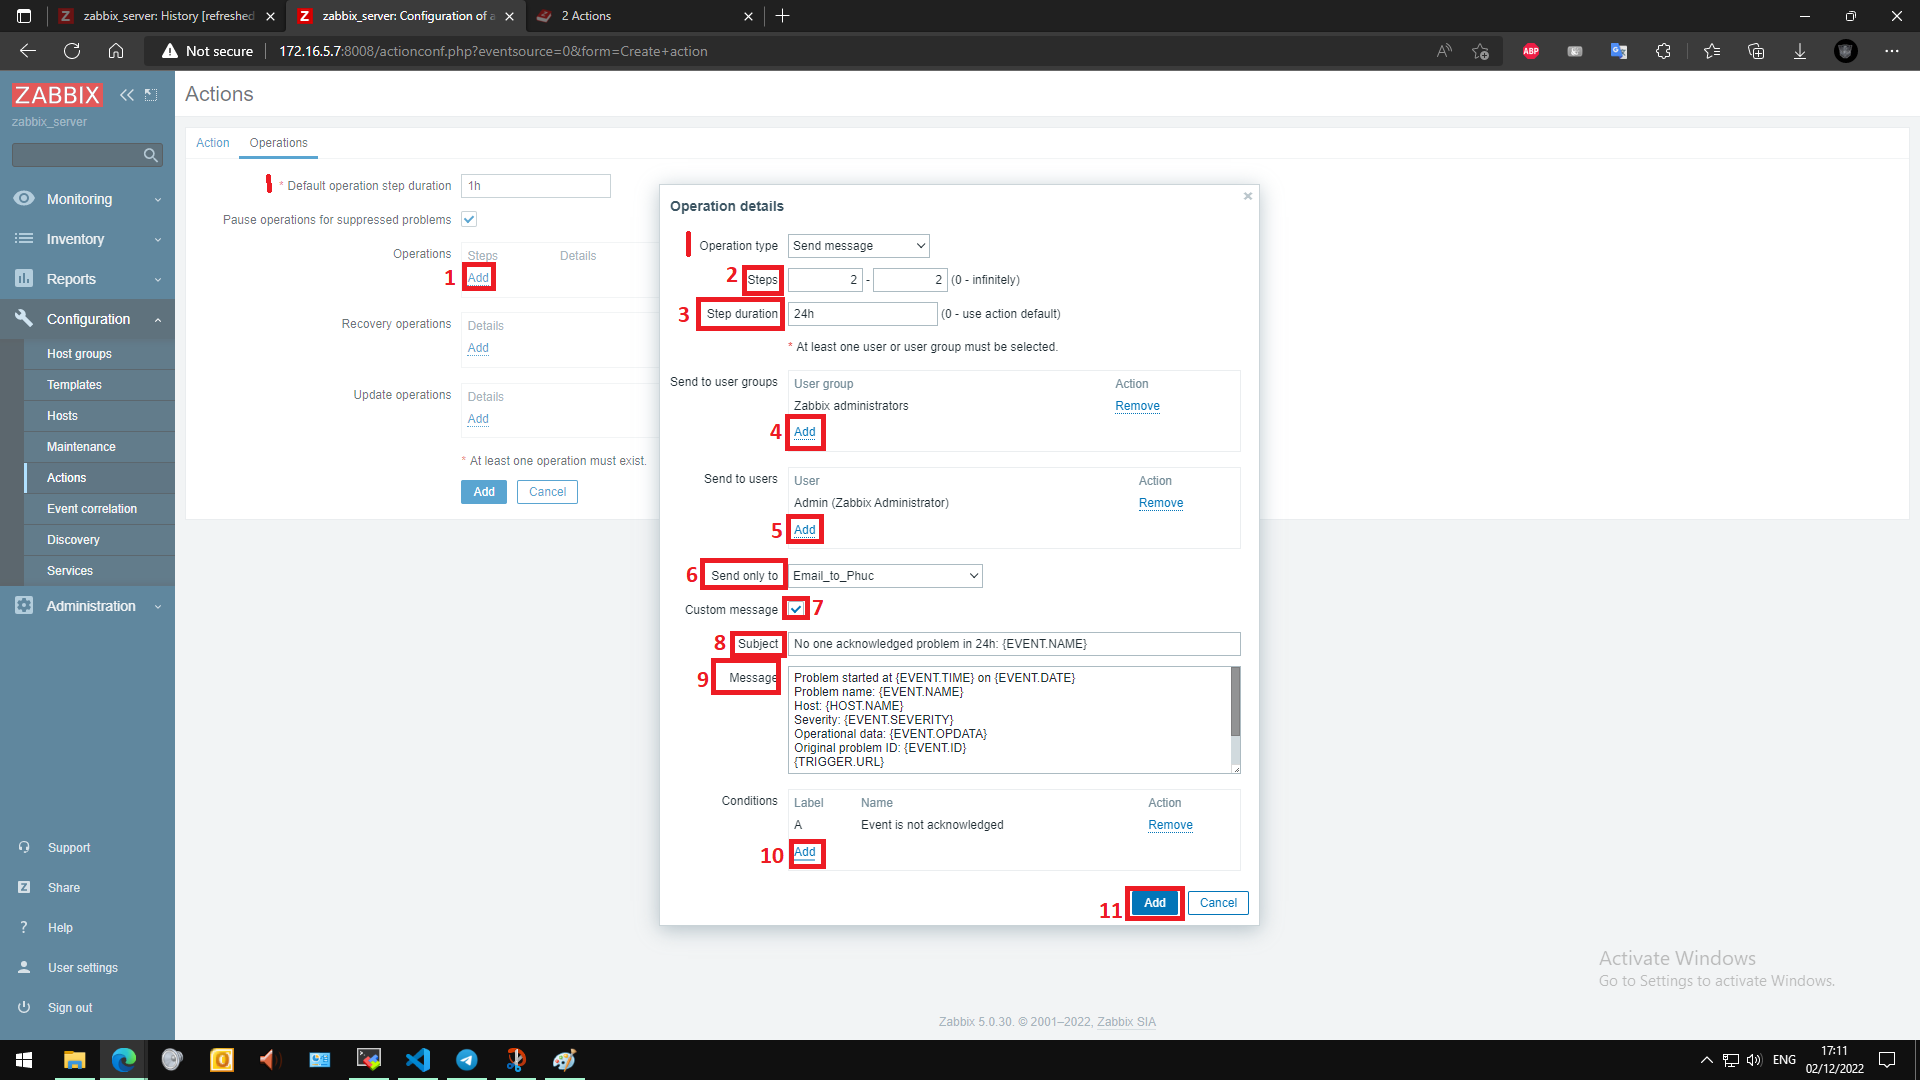 zabbix_server: History [refreshed
zabbix_server: Configuration of a
2 Actions
Not secure
172.16.5.7:8008/actionconf.php?eventsource=0&form=Create+action
ABP
ZABBIX
zabbix_server
Monitoring
Inventory
Reports
Configuration
Host groups
Templates
Hosts
Maintenance
Actions
Event correlation
Discovery
Services
Administration
Support
Share
Help
User settings
Sign out
Actions
Action Operations
* Default operation step duration 1h
Pause operations for suppressed problems
Operations Steps Details
1 Add
Recovery operations Details
Add
Update operations Details
Add
* At least one operation must exist.
Add Cancel
Operation details
Operation type Send message
2 Steps 2 - 2 (0 - infinitely)
3 Step duration 24h (0 - use action default)
* At least one user or user group must be selected.
Send to user groups User group Action
Zabbix administrators Remove
4 Add
Send to users User Action
Admin (Zabbix Administrator) Remove
5 Add
6 Send only to Email_to_Phuc
Custom message 7
8 Subject No one acknowledged problem in 24h: {EVENT.NAME}
9 Message Problem started at {EVENT.TIME} on {EVENT.DATE}
Problem name: {EVENT.NAME}
Host: {HOST.NAME}
Severity: {EVENT.SEVERITY}
Operational data: {EVENT.OPDATA}
Original problem ID: {EVENT.ID}
{TRIGGER.URL}
Conditions Label Name Action
A Event is not acknowledged Remove
10 Add
11 Add Cancel
Activate Windows
Go to Settings to activate Windows.
Zabbix 5.0.30. © 2001–2022, Zabbix SIA
ENG
17:11
02/12/2022